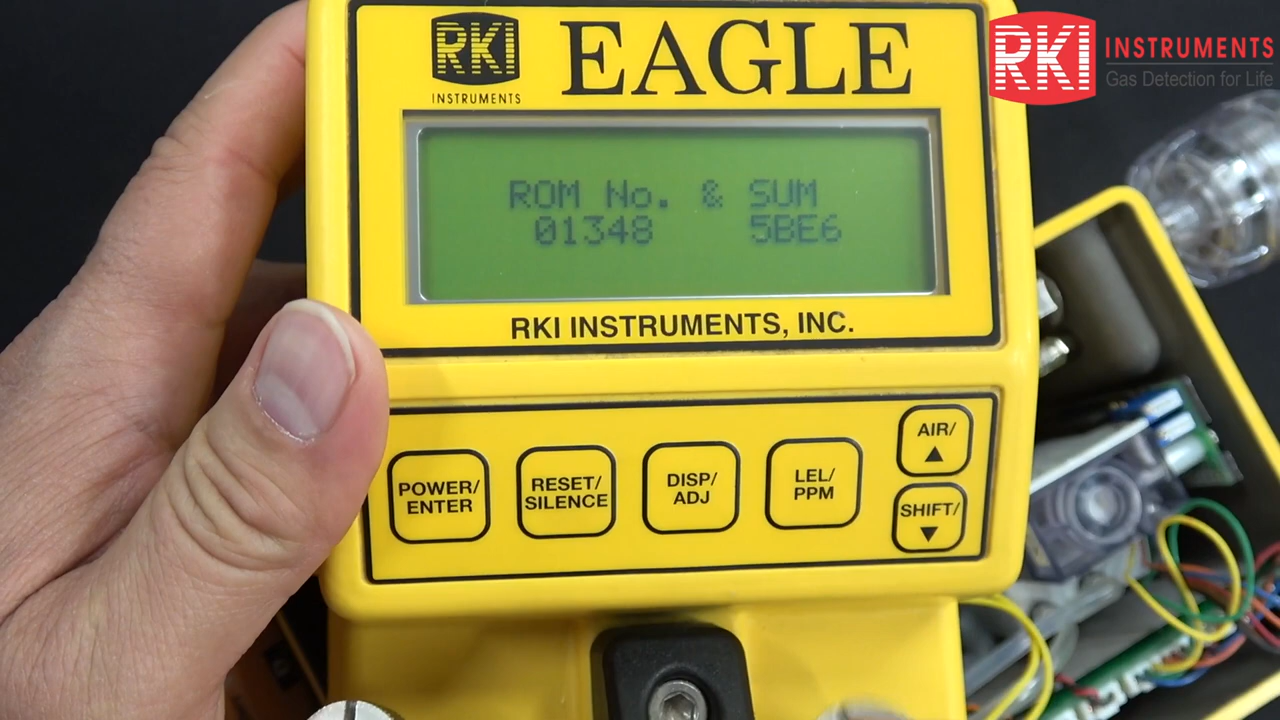 RKI EAGLE
INSTRUMENTS
RKI INSTRUMENTS
Gas Detection for Life
ROM No. & SUM
01348 5BE6
RKI INSTRUMENTS, INC.
POWER/
ENTER
RESET/
SILENCE
DISP/
ADJ
LEL/
PPM
AIR/
▲
SHIFT/
▼